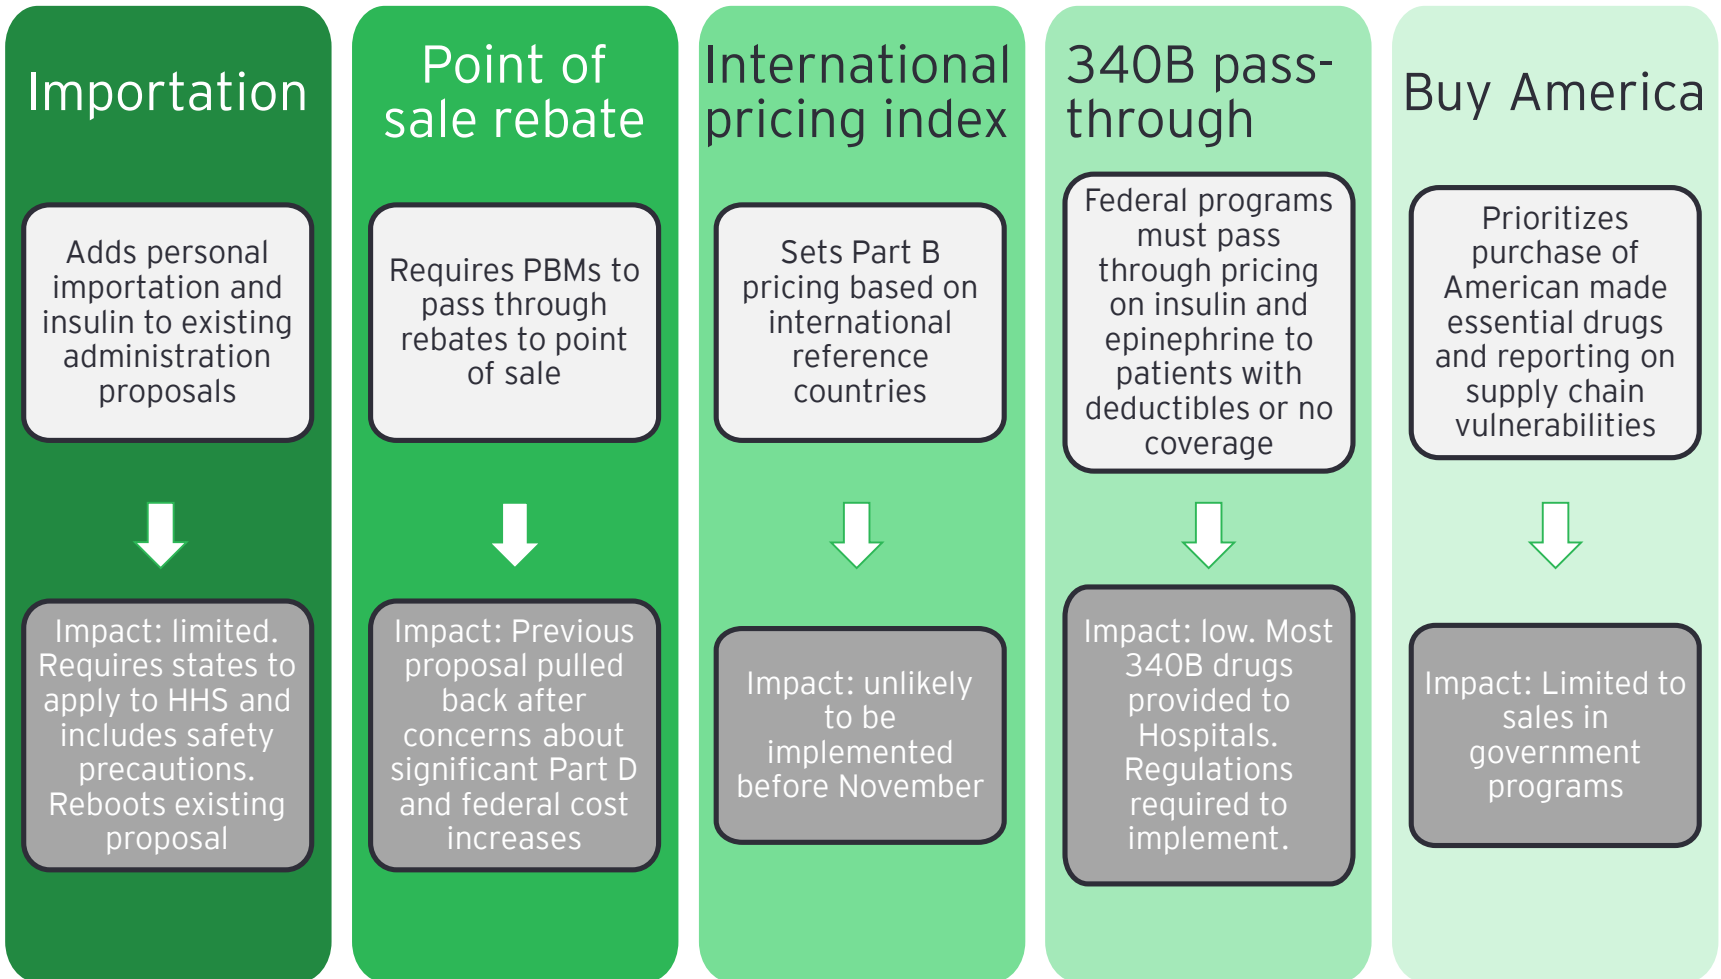 Importation
Adds personal
importation and
insulin to existing
administration
proposals
Impact: limited.
Requires states to
apply to HHS and
includes safety
precautions.
Reboots existing
proposal
Point of
sale rebate
Requires PBMs to
pass through
rebates to point
of sale
Impact: Previous
proposal pulled
back after
concerns about
significant Part D
and federal cost
increases
International
pricing index
Sets Part B
pricing based on
international
reference
countries
Impact: unlikely
to be
implemented
before November
340B pass-
through
Federal programs
must pass
through pricing
on insulin and
epinephrine to
patients with
deductibles or no
coverage
Impact: low. Most
340B drugs
provided to
Hospitals.
Regulations
required to
implement.
Buy America
Prioritizes
purchase of
American made
essential drugs
and reporting on
supply chain
vulnerabilities
Impact: Limited to
sales in
government
programs